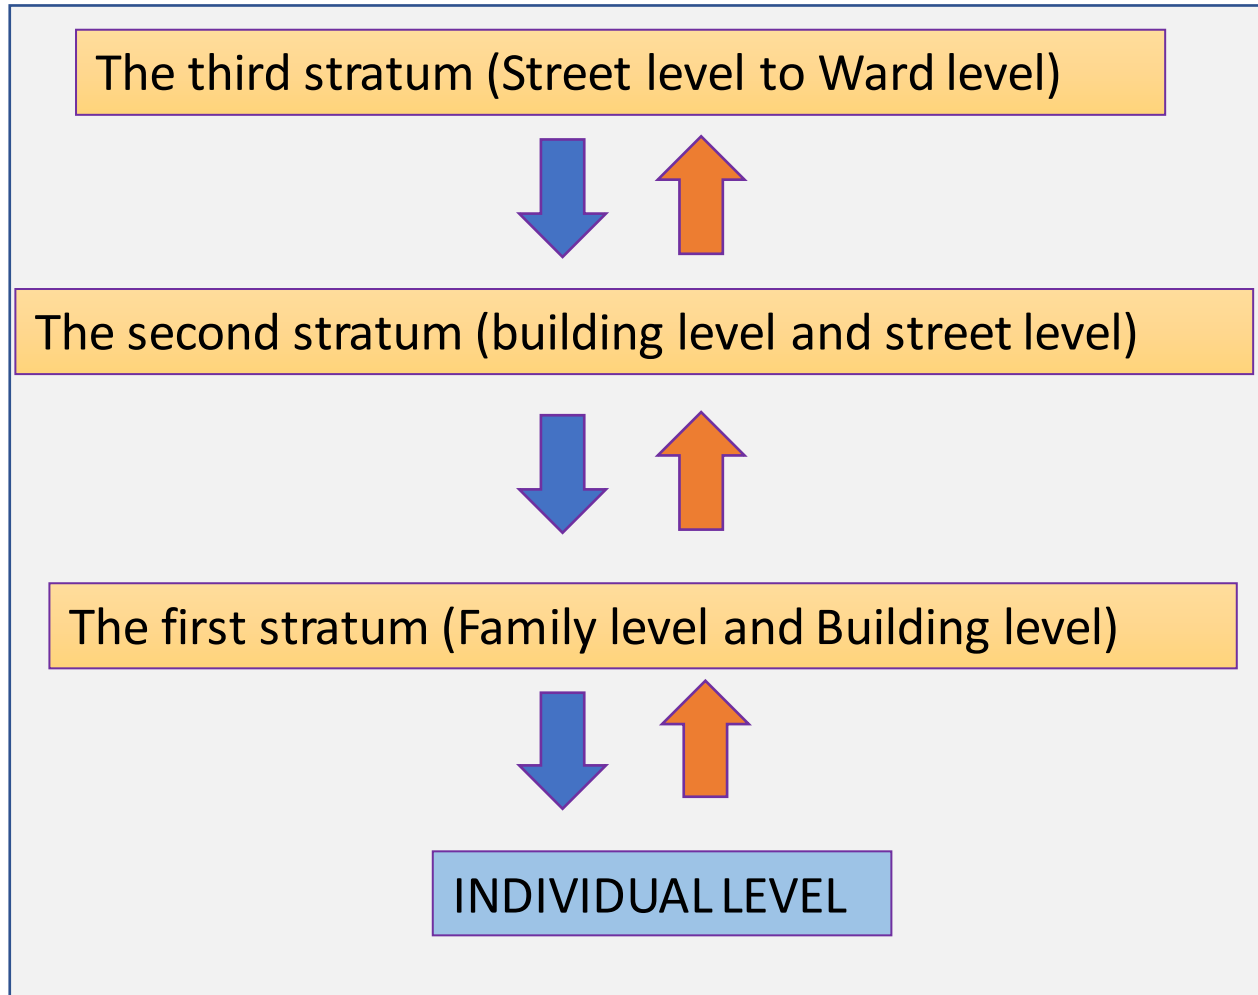 The third stratum (Street level to Ward level)
The second stratum (building level and street level)
The first stratum (Family level and Building level)
INDIVIDUAL LEVEL